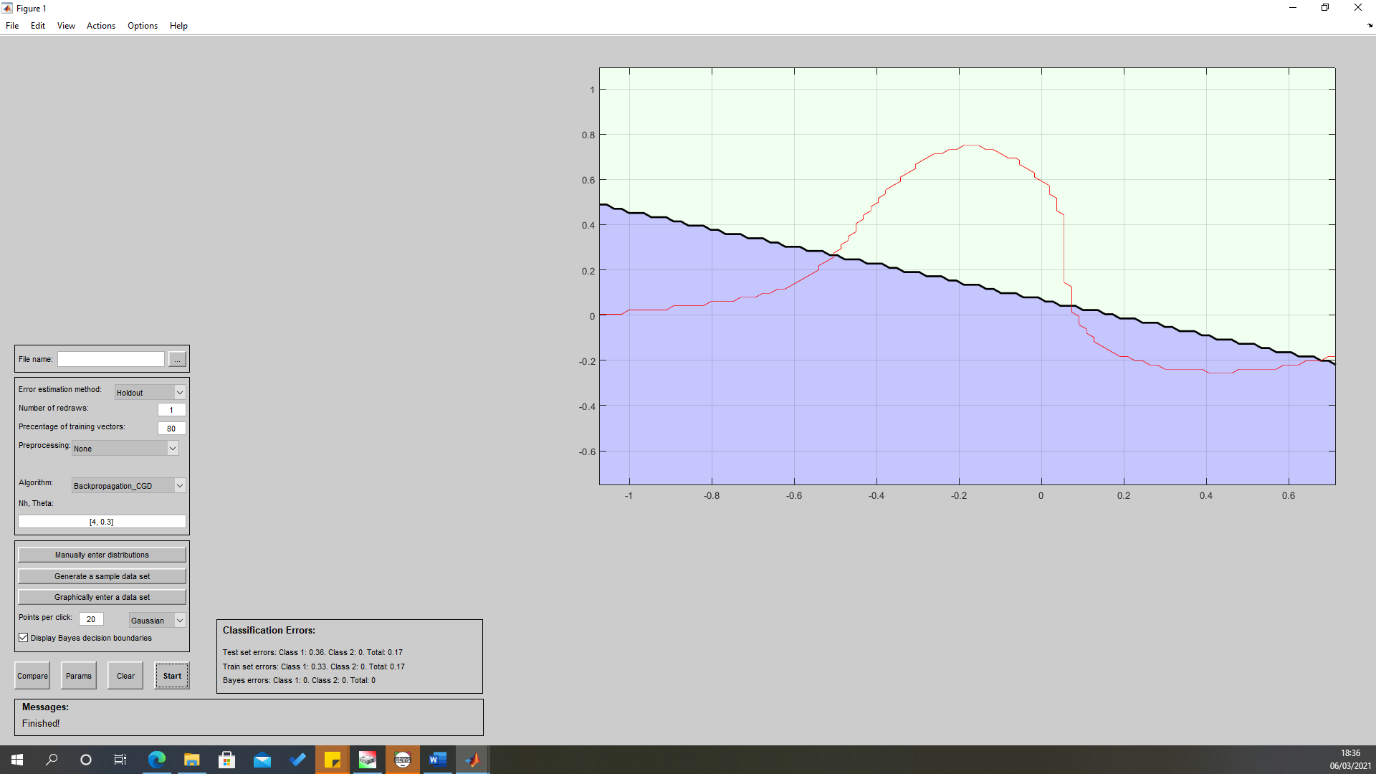 Figure 1
File Edit View Actions Options Help
1
0.8
0.6
0.4
0.2
0
-0.2
-0.4
-0.6
-1 -0.8 -0.6 -0.4 -0.2 0 0.2 0.4 0.6
File name: ...
Error estimation method: Holdout
Number of redraws: 1
Precentage of training vectors: 80
Preprocessing: None
Algorithm: Backpropagation_CGD
Nh, Theta:
[4, 0.3]
Manually enter distributions
Generate a sample data set
Graphically enter a data set
Points per click: 20 Gaussian
Display Bayes decision boundaries
Compare Params Clear Start
Classification Errors:
Test set errors: Class 1: 0.36. Class 2: 0. Total: 0.17
Train set errors: Class 1: 0.33. Class 2: 0. Total: 0.17
Bayes errors: Class 1: 0. Class 2: 0. Total: 0
Messages:
Finished!
18:36
06/03/2021